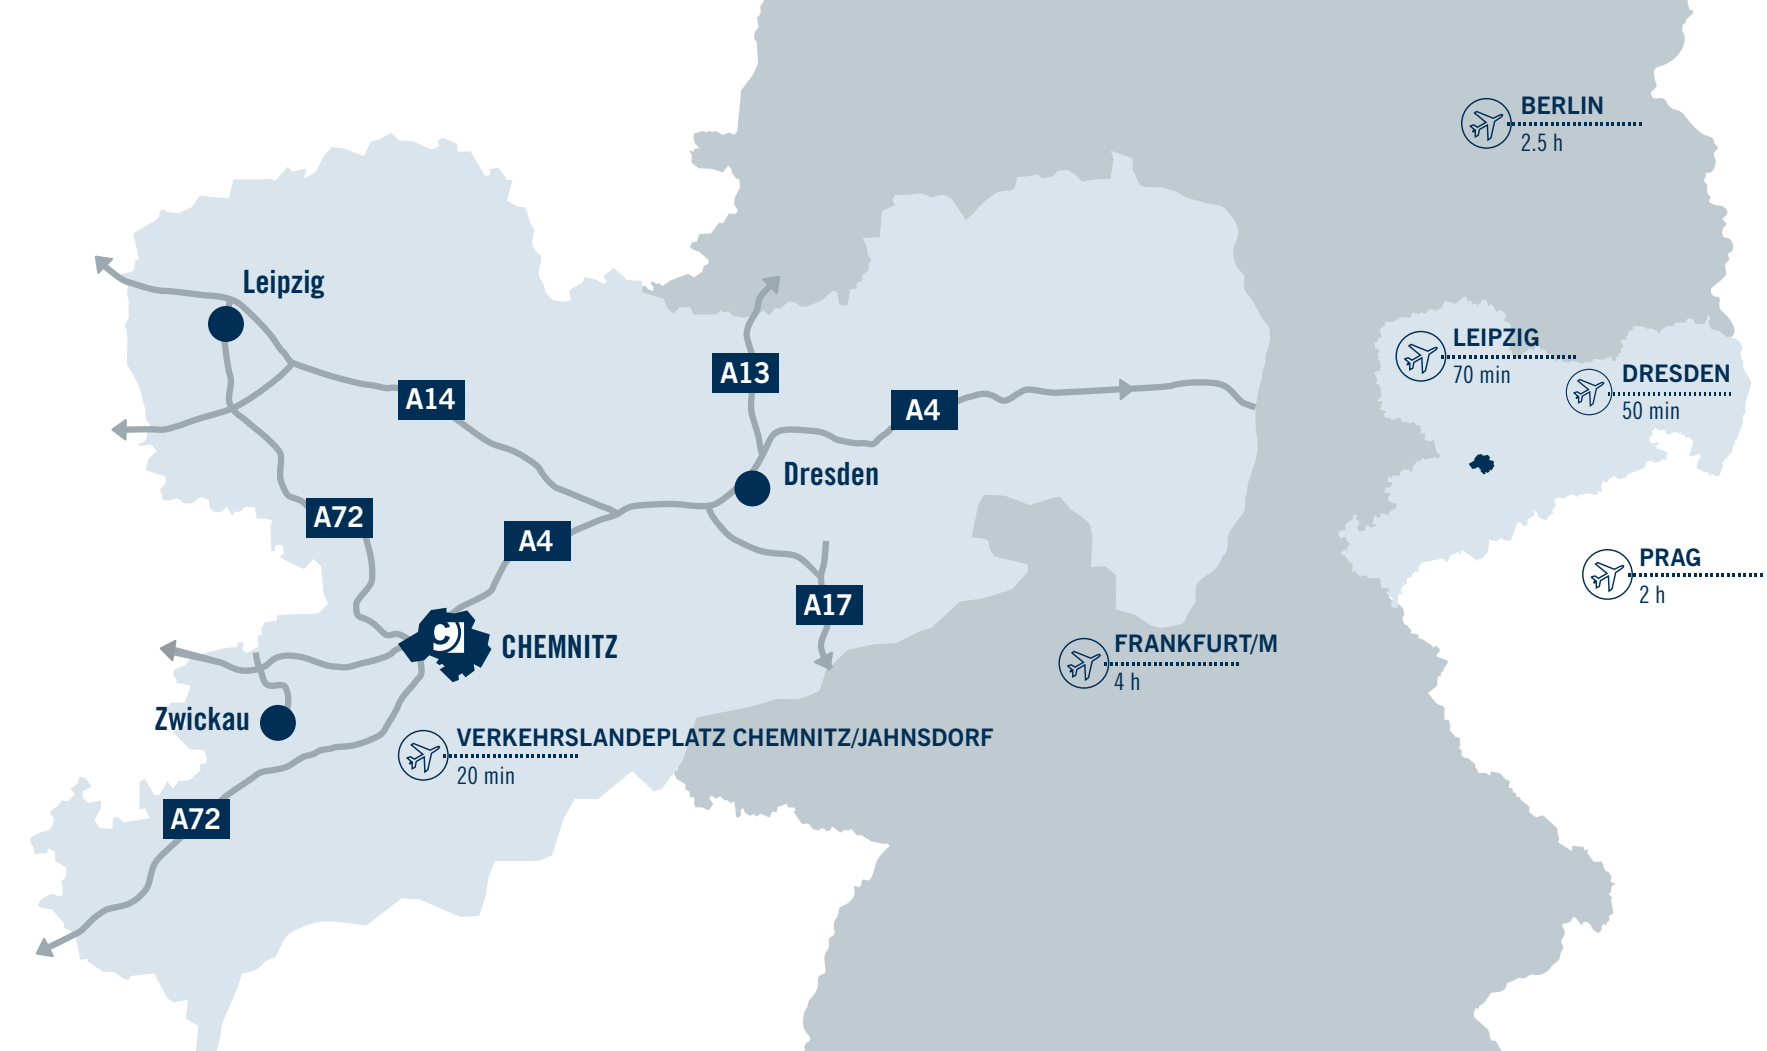 BERLIN
2.5 h
Leipzig
LEIPZIG
70 min
A13
DRESDEN
50 min
A14
A4
Dresden
A72
A4
PRAG
2 h
A17
C
CHEMNITZ
FRANKFURT/M
4 h
Zwickau
VERKEHRSLANDEPLATZ CHEMNITZ/JAHNSDORF
20 min
A72